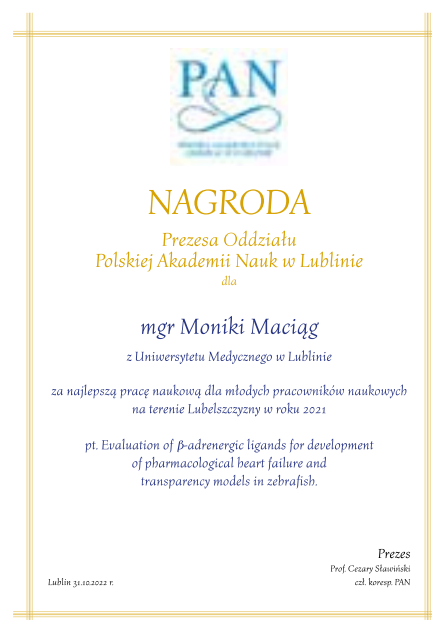 PAN
NAGRODA
Prezesa Oddziału
Polskiej Akademii Nauk w Lublinie
dla
mgr Moniki Maciąg
z Uniwersytetu Medycznego w Lublinie
za najlepszą pracę naukową dla młodych pracowników naukowych
na terenie Lubelszczyzny w roku 2021
pt. Evaluation of β-adrenergic ligands for development
of pharmacological heart failure and
transparency models in zebrafish.
Prezes
Prof. Cezary Sławiński
Lublin 31.10.2022 r.
czł. koresp. PAN